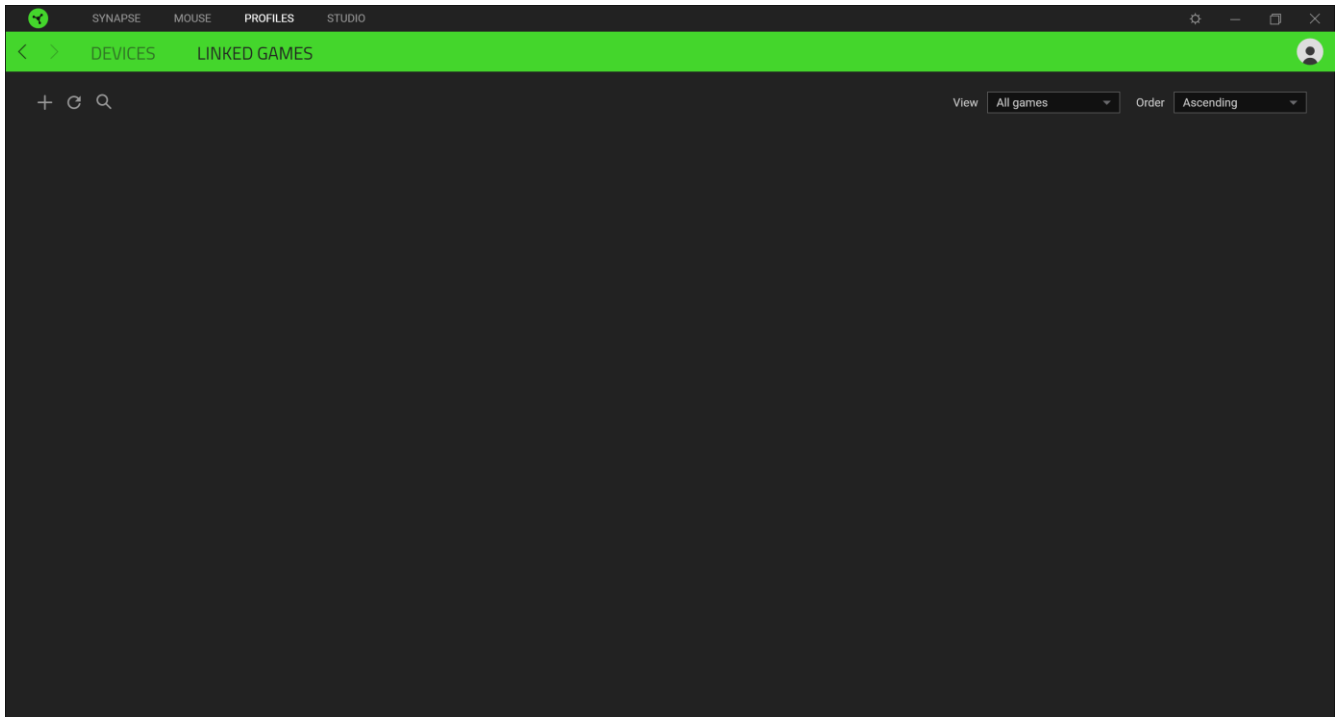 SYNAPSE MOUSE PROFILES STUDIO
DEVICES LINKED GAMES
View All games Order Ascending